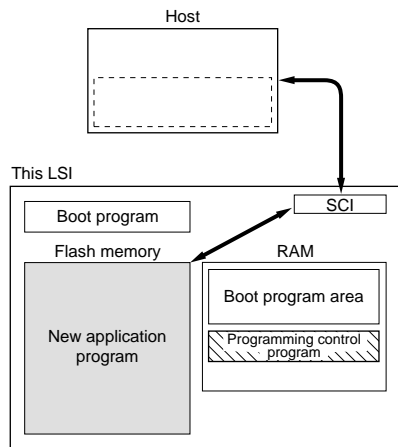 Host
This LSI
SCI
Boot program
Flash memory
RAM
New application
program
Boot program area
Programming control
program